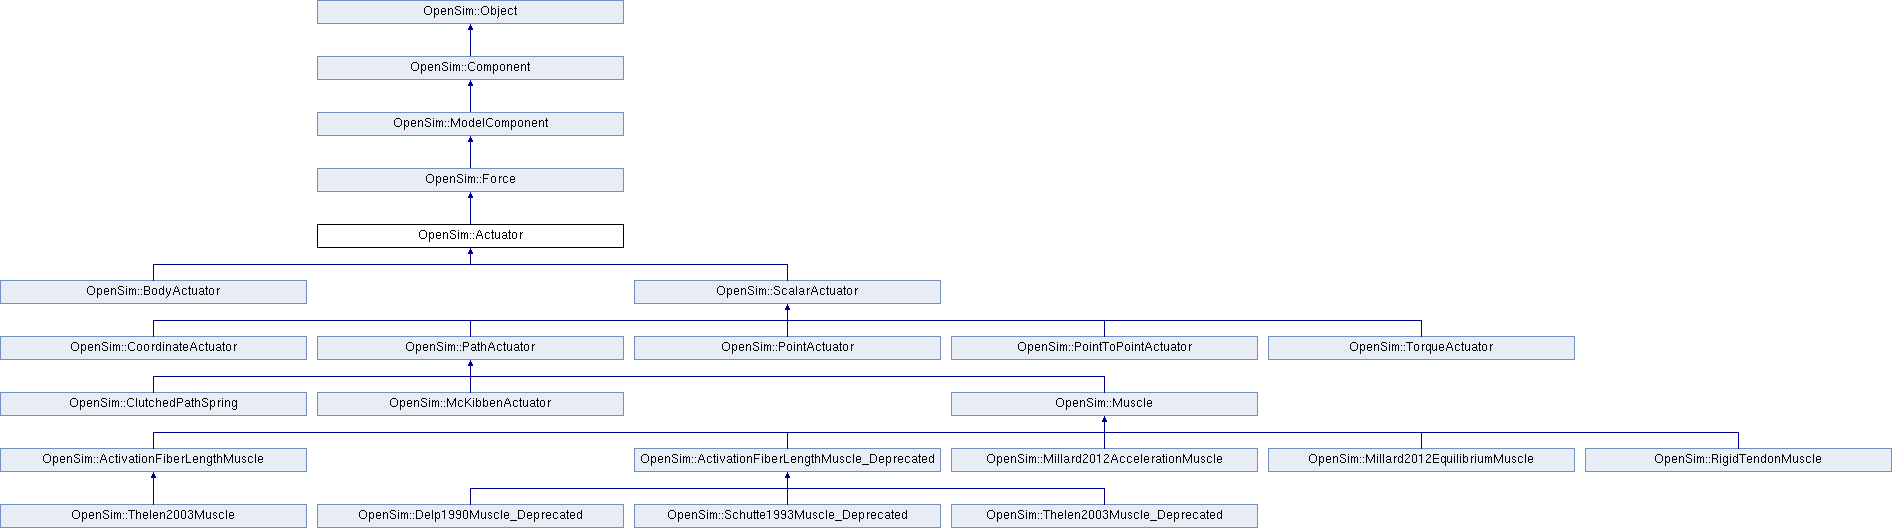 OpenSim::Object
OpenSim::Component
OpenSim::ModelComponent
OpenSim::Force
OpenSim::Actuator
OpenSim::BodyActuator
OpenSim::ScalarActuator
OpenSim::CoordinateActuator
OpenSim::PathActuator
OpenSim::PointActuator
OpenSim::PointToPointActuator
OpenSim::TorqueActuator
OpenSim::ClutchedPathSpring
OpenSim::McKibbenActuator
OpenSim::Muscle
OpenSim::ActivationFiberLengthMuscle
OpenSim::ActivationFiberLengthMuscle_Deprecated
OpenSim::Millard2012AccelerationMuscle
OpenSim::Millard2012EquilibriumMuscle
OpenSim::RigidTendonMuscle
OpenSim::Thelen2003Muscle
OpenSim::Delp1990Muscle_Deprecated
OpenSim::Schutte1993Muscle_Deprecated
OpenSim::Thelen2003Muscle_Deprecated